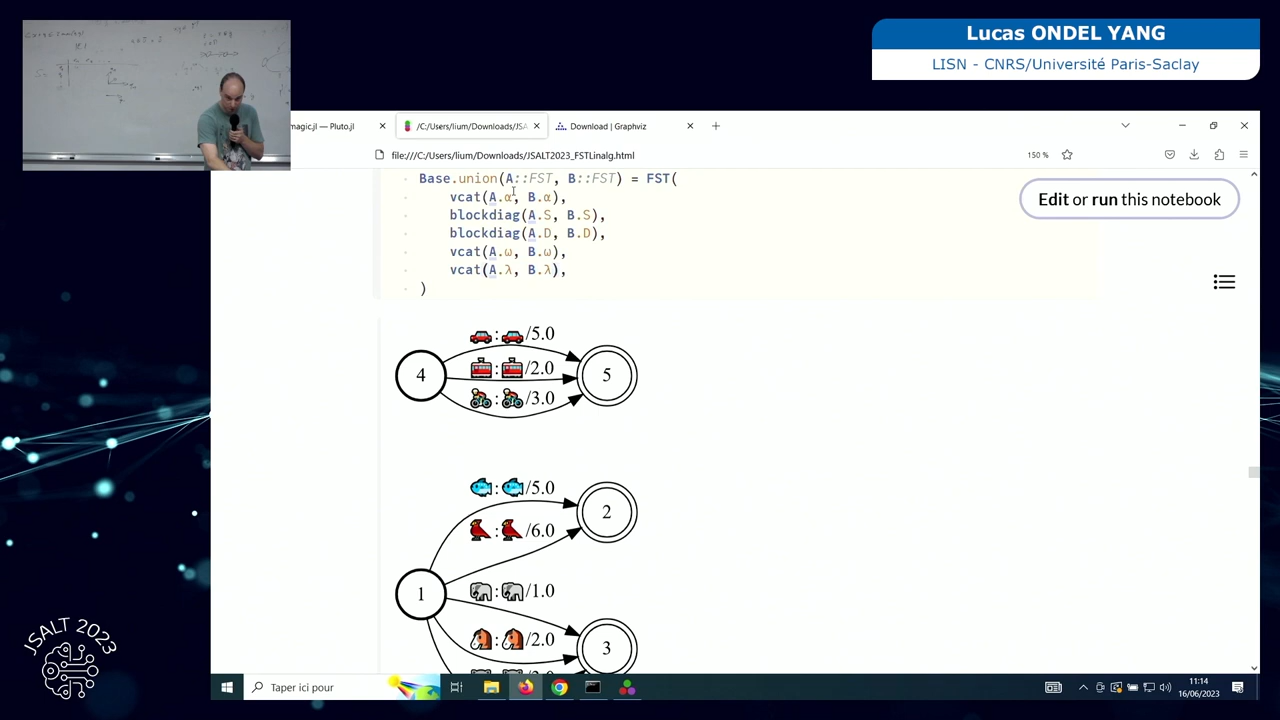 Lucas ONDEL YANG
LISN - CNRS/Université Paris-Saclay
magic.jl — Pluto.jl
/C:/Users/lium/Downloads/JSA
Download | Graphviz
file:///C:/Users/lium/Downloads/JSALT2023_FSTLinalg.html
150 %
Base.union(A::FST, B::FST) = FST(
vcat(A.α, B.α),
blockdiag(A.S, B.S),
blockdiag(A.D, B.D),
vcat(A.ω, B.ω),
vcat(A.λ, B.λ),
)
Edit or run this notebook
🚗:🚗/5.0
4
🚋:🚋/2.0
5
🚴:🚴/3.0
🐟:🐟/5.0
2
:/6.0
1
🐘:🐘/1.0
🐴:🐴/2.0
3
JSALT 2023
Taper ici pour
11:14
16/06/2023